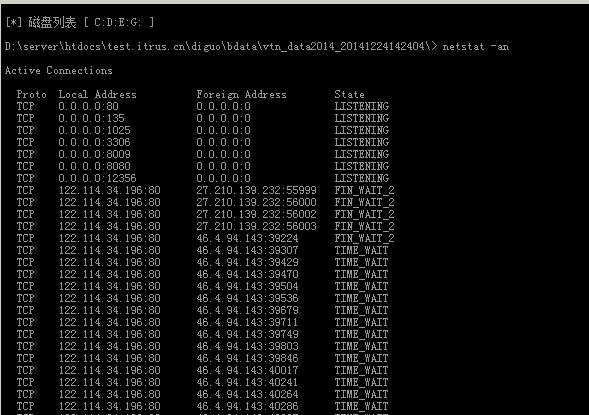 [*] 磁盘列表 [ C:D:E:G: ]
D:\server\htdocs\test.itrus.cn\diguo\bdata\vtn_data2014_20141224142404\> netstat -an
Active Connections
Proto Local Address Foreign Address State
TCP 0.0.0.0:80 0.0.0.0:0 LISTENING
TCP 0.0.0.0:135 0.0.0.0:0 LISTENING
TCP 0.0.0.0:1025 0.0.0.0:0 LISTENING
TCP 0.0.0.0:3306 0.0.0.0:0 LISTENING
TCP 0.0.0.0:8009 0.0.0.0:0 LISTENING
TCP 0.0.0.0:8080 0.0.0.0:0 LISTENING
TCP 0.0.0.0:12356 0.0.0.0:0 LISTENING
TCP 122.114.34.196:80 27.210.139.232:55999 FIN_WAIT_2
TCP 122.114.34.196:80 27.210.139.232:56000 FIN_WAIT_2
TCP 122.114.34.196:80 27.210.139.232:56002 FIN_WAIT_2
TCP 122.114.34.196:80 27.210.139.232:56003 FIN_WAIT_2
TCP 122.114.34.196:80 46.4.94.143:39224 FIN_WAIT_2
TCP 122.114.34.196:80 46.4.94.143:39307 TIME_WAIT
TCP 122.114.34.196:80 46.4.94.143:39429 TIME_WAIT
TCP 122.114.34.196:80 46.4.94.143:39470 TIME_WAIT
TCP 122.114.34.196:80 46.4.94.143:39504 TIME_WAIT
TCP 122.114.34.196:80 46.4.94.143:39536 TIME_WAIT
TCP 122.114.34.196:80 46.4.94.143:39679 TIME_WAIT
TCP 122.114.34.196:80 46.4.94.143:39711 TIME_WAIT
TCP 122.114.34.196:80 46.4.94.143:39749 TIME_WAIT
TCP 122.114.34.196:80 46.4.94.143:39803 TIME_WAIT
TCP 122.114.34.196:80 46.4.94.143:39846 TIME_WAIT
TCP 122.114.34.196:80 46.4.94.143:40017 TIME_WAIT
TCP 122.114.34.196:80 46.4.94.143:40241 TIME_WAIT
TCP 122.114.34.196:80 46.4.94.143:40264 TIME_WAIT
TCP 122.114.34.196:80 46.4.94.143:40286 TIME_WAIT